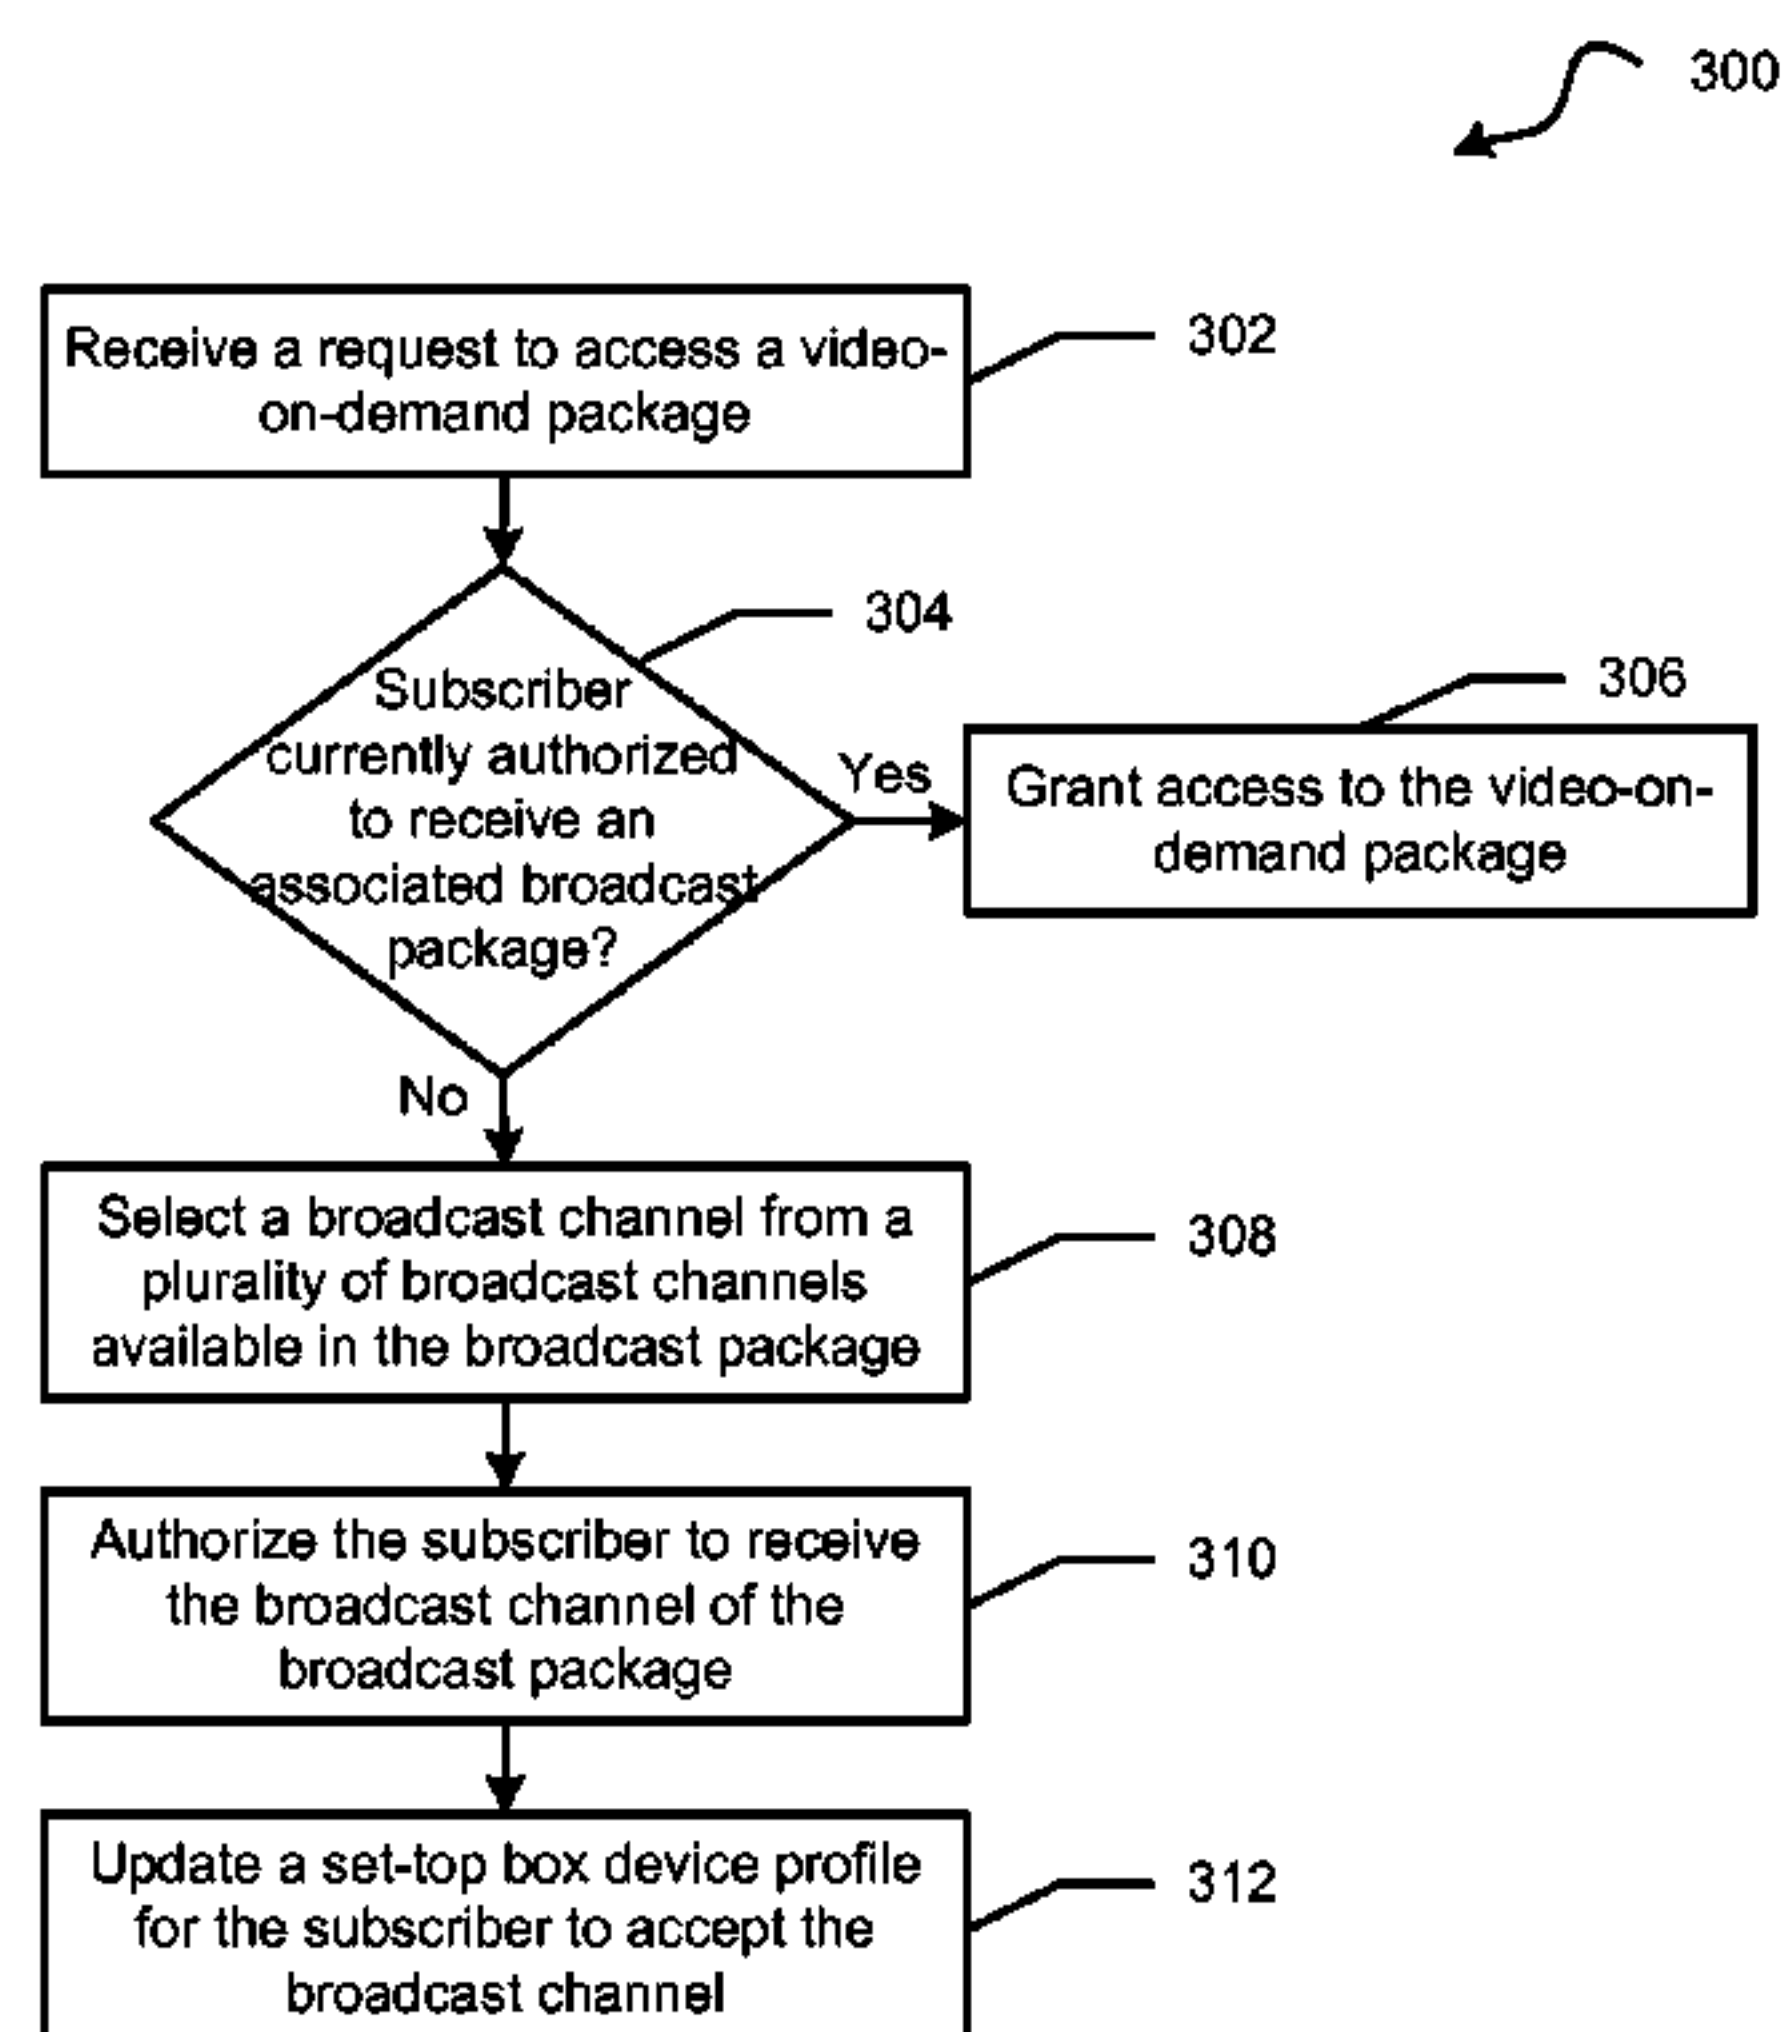 300
Receive a request to access a video-
on-demand package
302
304
Subscriber
currently authorized
to receive an
associated broadcast
package?
Yes
306
Grant access to the video-on-
demand package
No
Select a broadcast channel from a
plurality of broadcast channels
available in the broadcast package
308
Authorize the subscriber to receive
the broadcast channel of the
broadcast package
310
Update a set-top box device profile
for the subscriber to accept the
broadcast channel
312